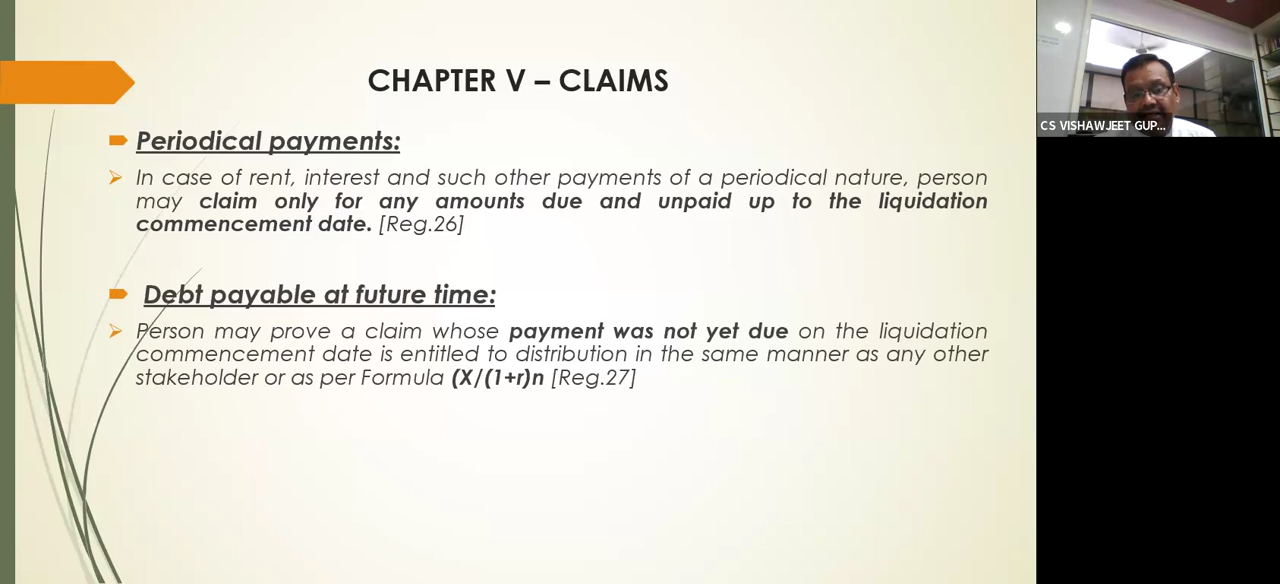 CHAPTER V – CLAIMS
Periodical payments:
In case of rent, interest and such other payments of a periodical nature, person
may claim only for any amounts due and unpaid up to the liquidation
commencement date. [Reg.26]
Debt payable at future time:
Person may prove a claim whose payment was not yet due on the liquidation
commencement date is entitled to distribution in the same manner as any other
stakeholder or as per Formula (X/(1+r)n [Reg.27]
CS VISHAWJEET GUP...